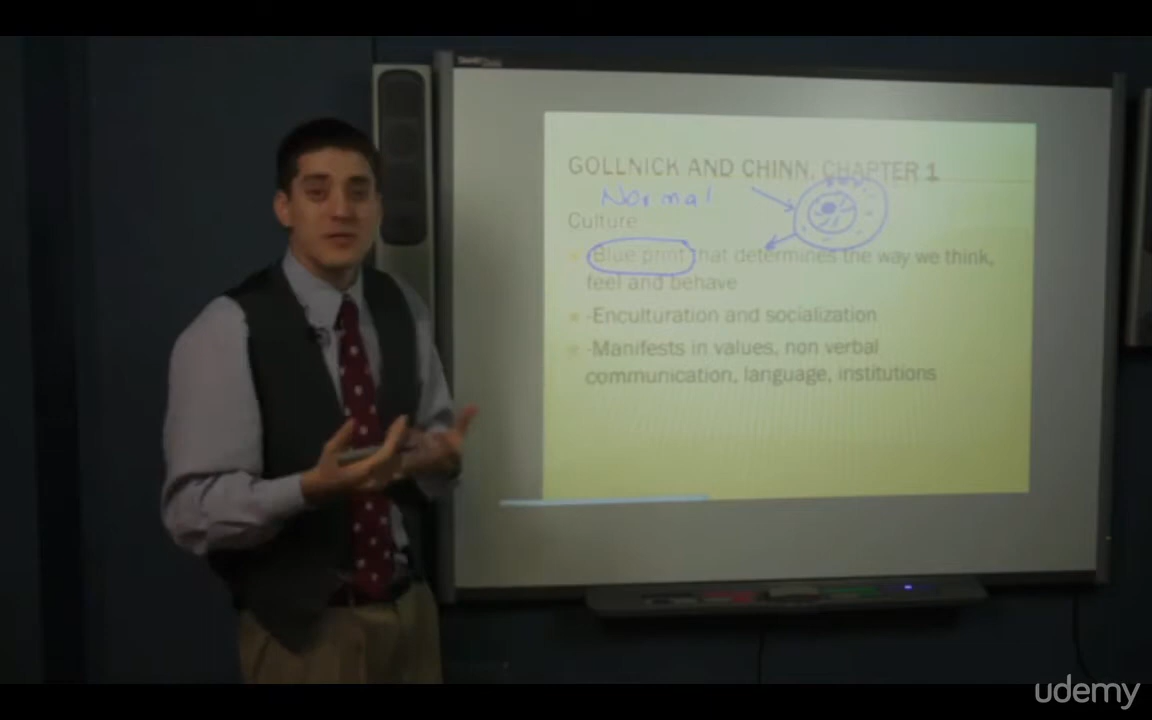 GOLLNICK AND CHINN, CHAPTER 1
Normal
Culture
Blue print that determines the way we think,
feel and behave
-Enculturation and socialization
-Manifests in values, non verbal
communication, language, institutions
udemy